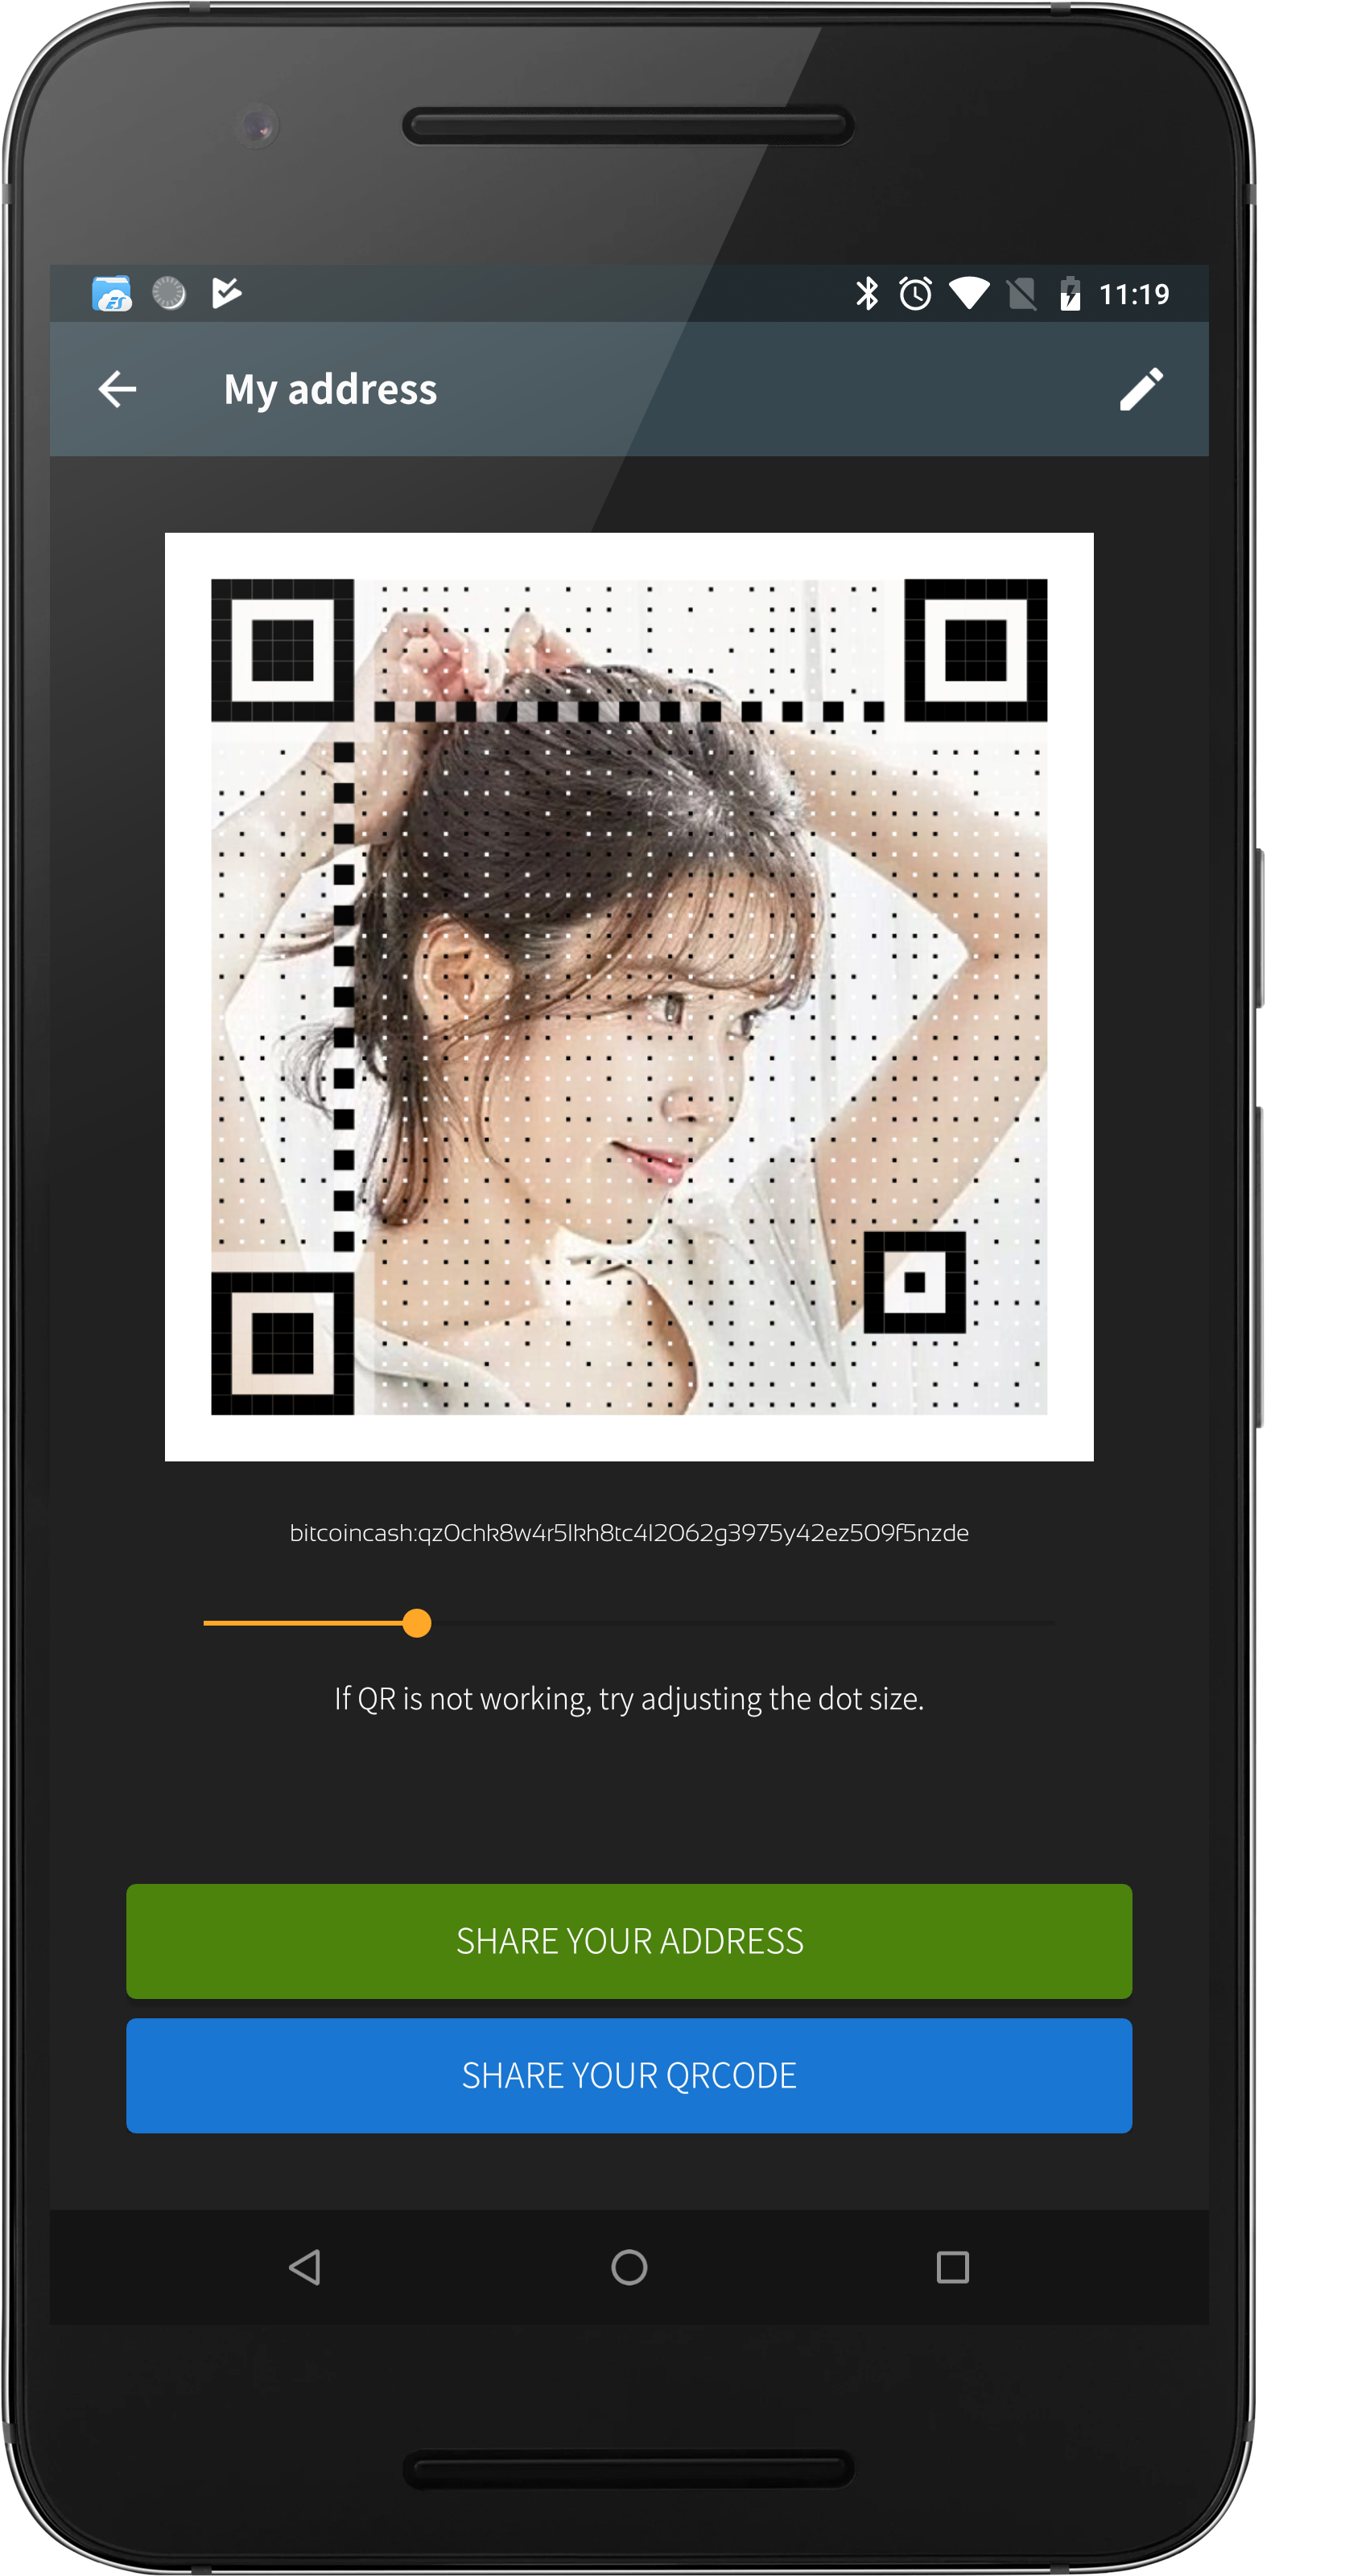 ES
11:19
My address
bitcoincash:qz0chk8w4r5lkh8tc4l2062g3975y42ez509f5nzde
If QR is not working, try adjusting the dot size.
SHARE YOUR ADDRESS
SHARE YOUR QRCODE